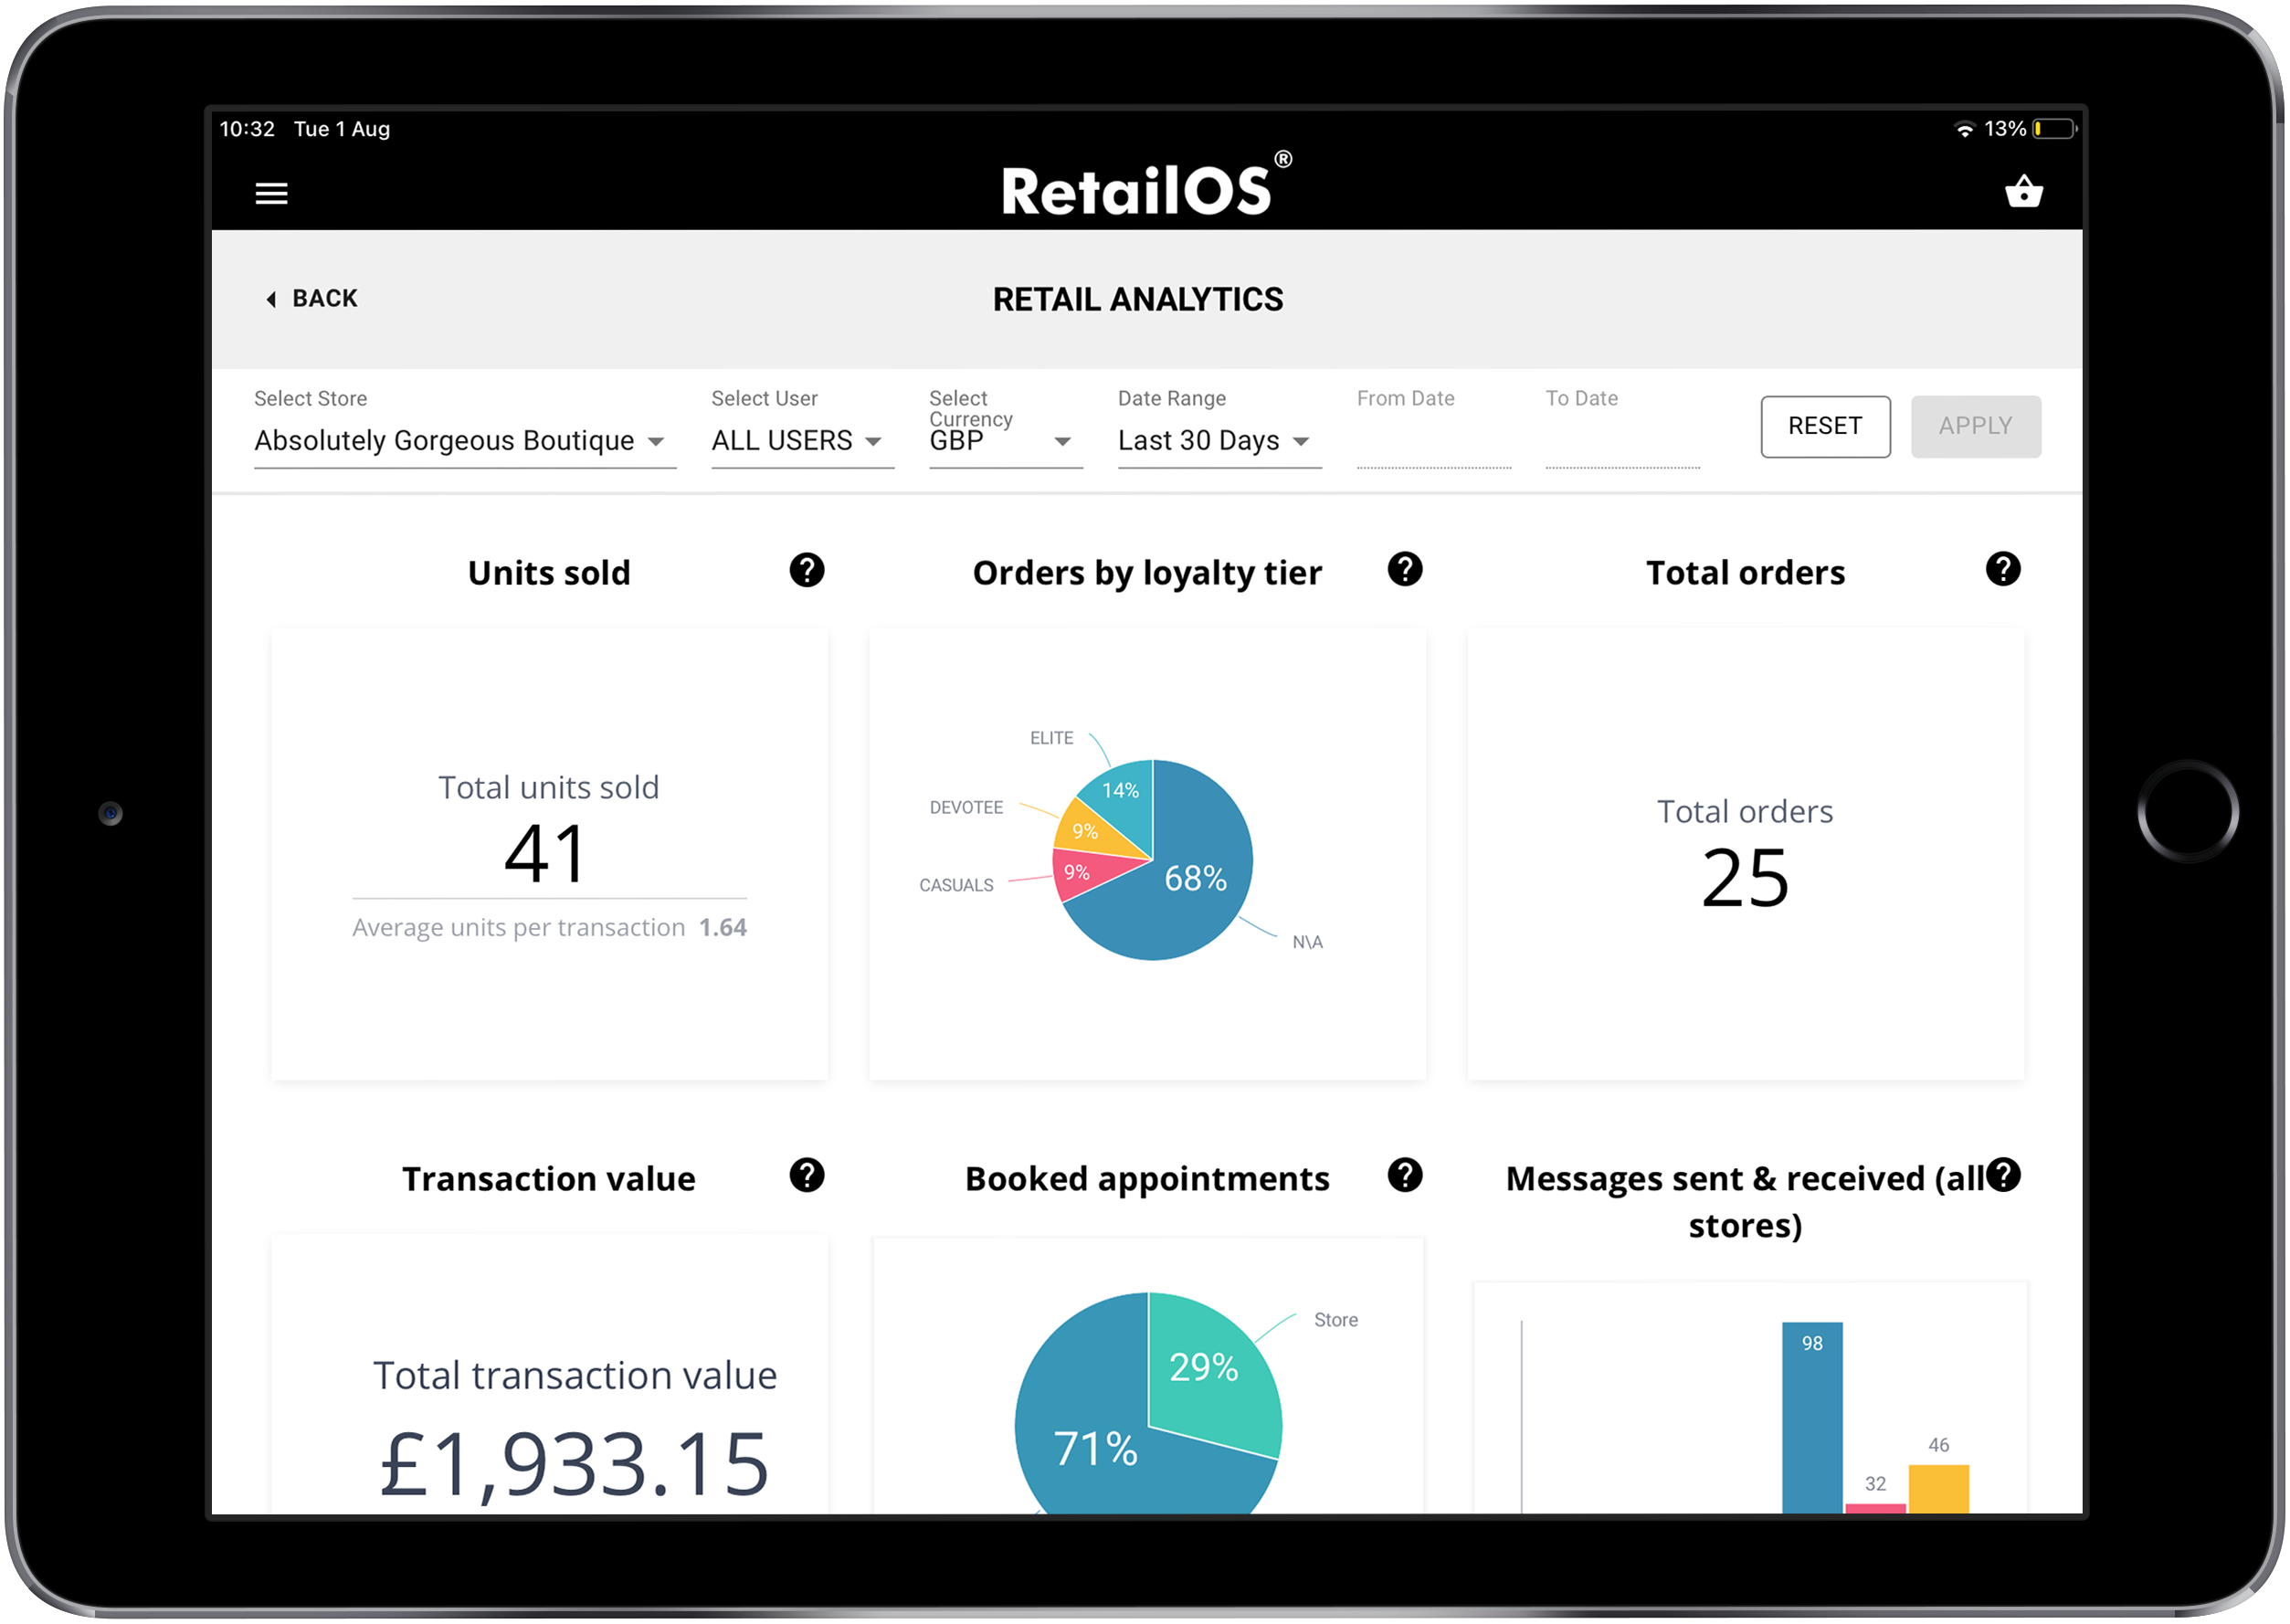 10:32 Tue 1 Aug
13%
RetailOS®
BACK
RETAIL ANALYTICS
Select Store
Absolutely Gorgeous Boutique
Select User
ALL USERS
Select
Currency
GBP
Date Range
Last 30 Days
From Date
To Date
RESET
APPLY
Units sold
?
Orders by loyalty tier
?
Total orders
?
Total units sold
41
Average units per transaction 1.64
ELITE
14%
DEVOTEE
9%
CASUALS
9%
68%
N\A
Total orders
25
Transaction value
?
Booked appointments
?
Messages sent & received (all
stores)
?
Total transaction value
£1,933.15
Store
29%
71%
98
32
46